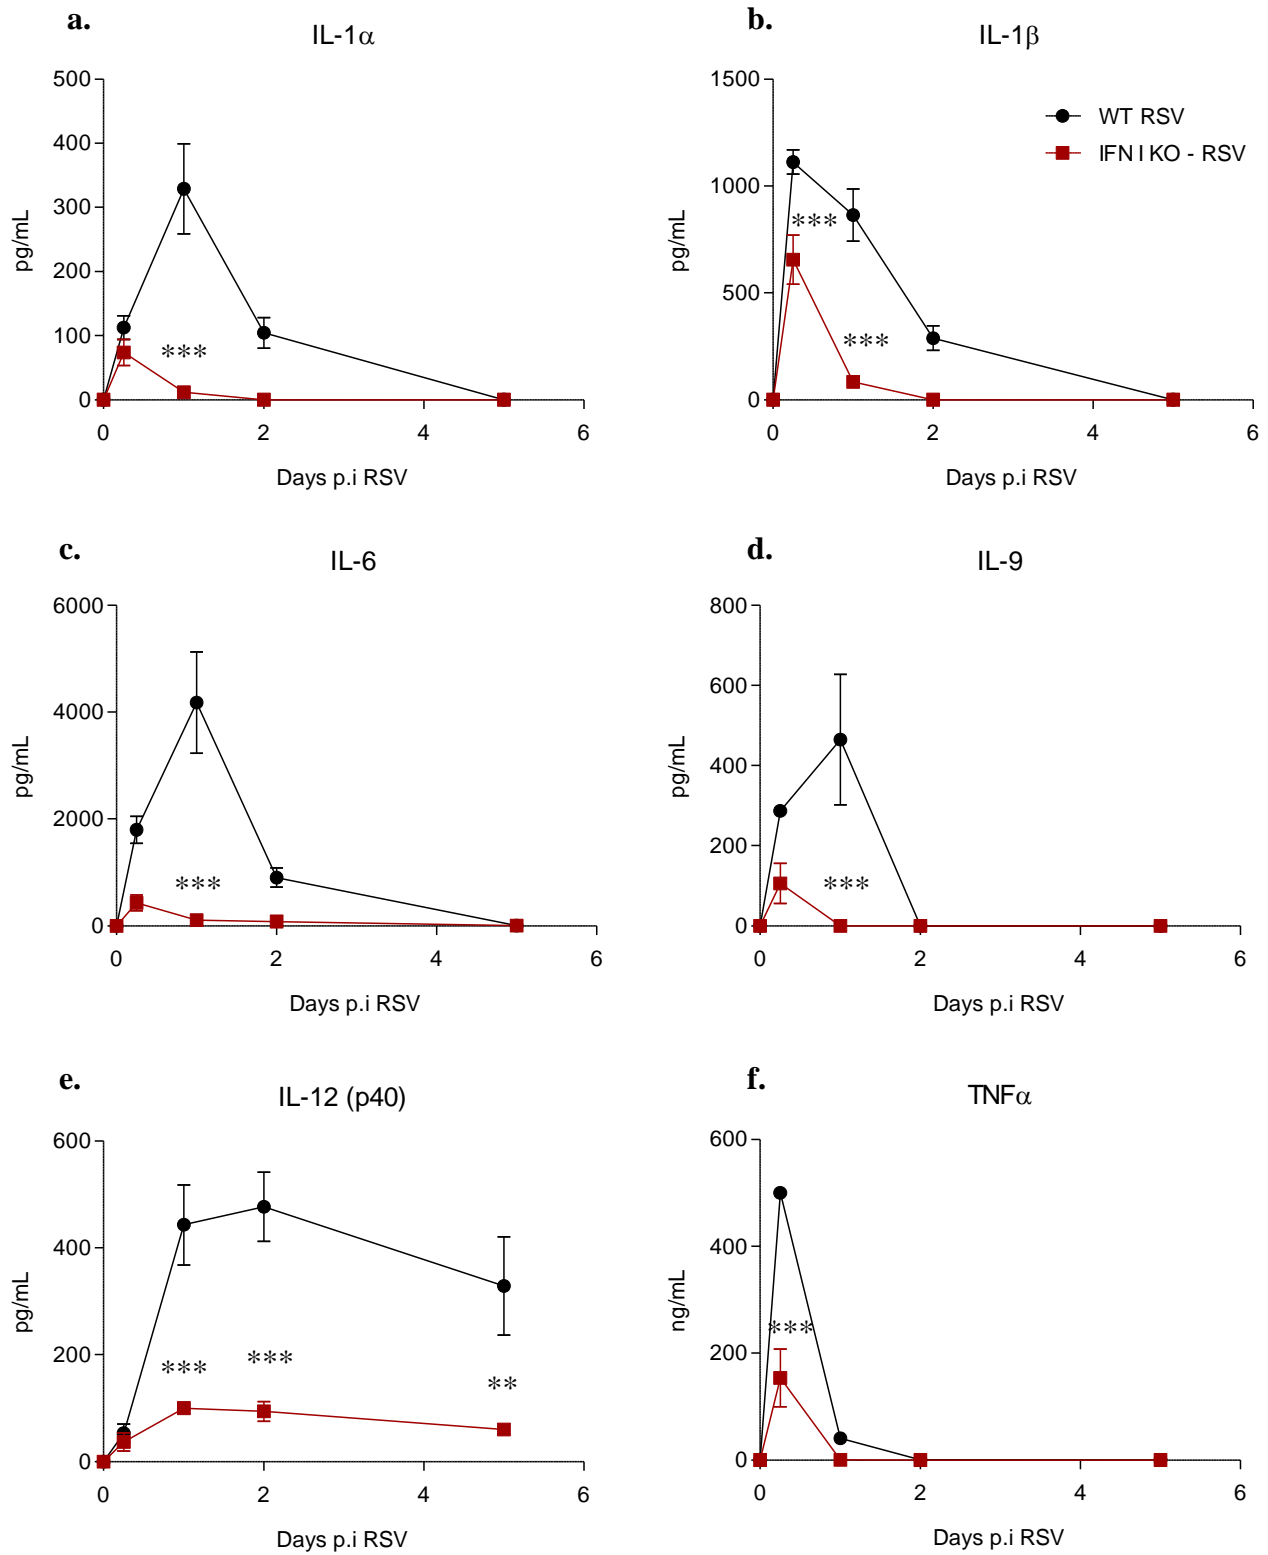 a.
IL-1α
500
400
300
200
100
0
pg/mL
***
0 2 4 6
Days p.i RSV
b.
IL-1β
1500
1000
500
0
pg/mL
WT RSV
IFN I KO - RSV
***
***
0 2 4 6
Days p.i RSV
c.
IL-6
6000
4000
2000
0
pg/mL
***
0 2 4 6
Days p.i RSV
d.
IL-9
800
600
400
200
0
pg/mL
***
0 2 4 6
Days p.i RSV
e.
IL-12 (p40)
600
400
200
0
pg/mL
***
***
**
0 2 4 6
Days p.i RSV
f.
TNFα
600
400
200
0
ng/mL
***
0 2 4 6
Days p.i RSV